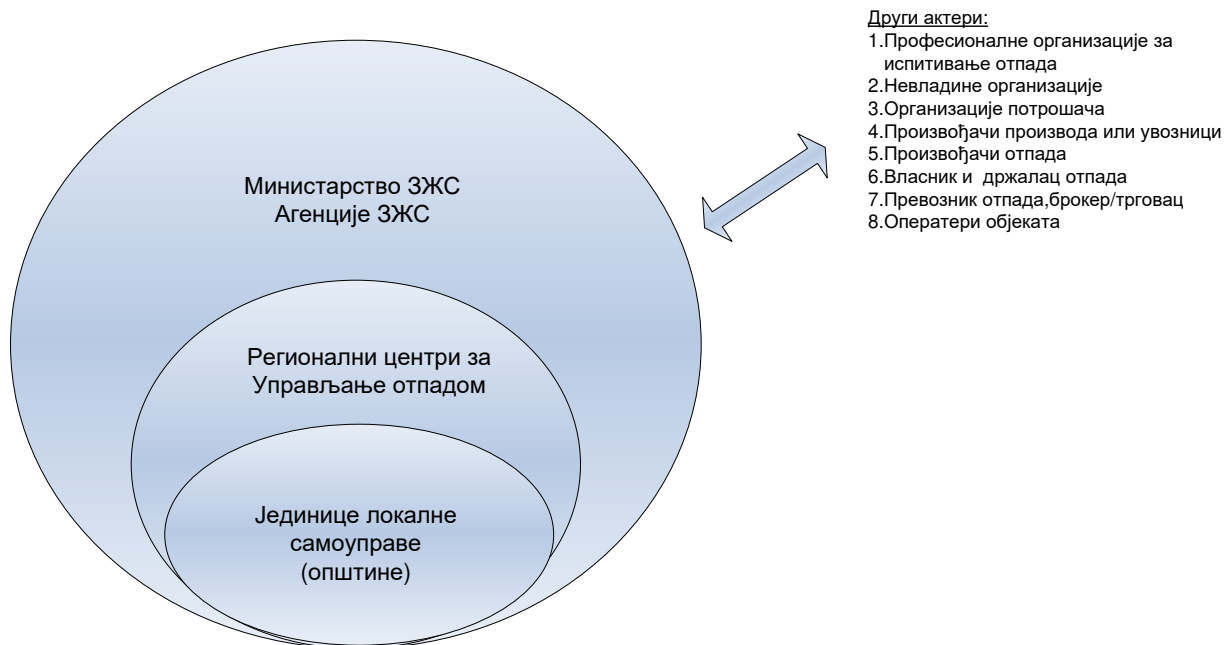 Други актери:
1.Професионалне организације за
испитивање отпада
2.Невладине организације
3.Организације потрошача
4.Произвођачи производа или увозници
5.Произвођачи отпада
6.Власник и  држалац отпада
7.Превозник отпада,брокер/трговац
8.Оператери објеката
Министарство ЗЖС
Агенције ЗЖС
Регионални центри за
Управљање отпадом
Јединице локалне
самоуправе
(општине)